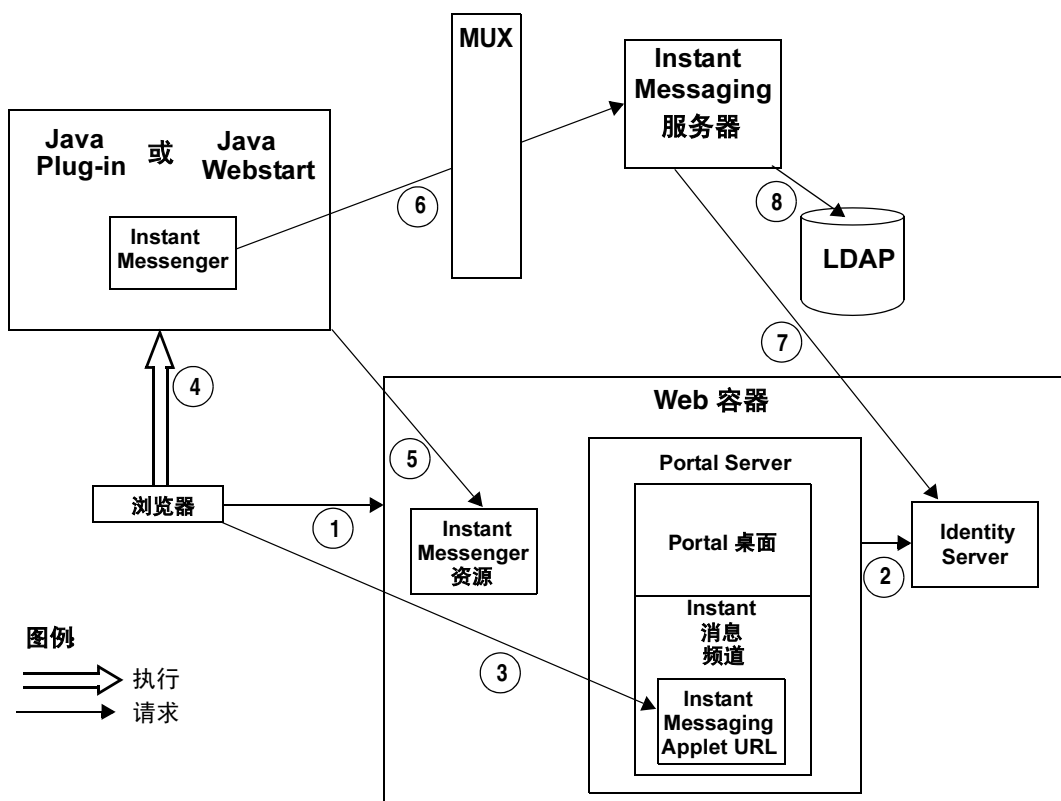 MUX
Instant
Messaging
服务器
Java
Plug-in
或
Java
Webstart
Instant
Messenger
6
8
LDAP
7
4
Web 容器
5
Portal Server
浏览器
1
Instant
Messenger
资源
Portal 桌面
2
Identity
Server
Instant
消息
频道
3
Instant
Messaging
Applet URL
图例:
执行
请求